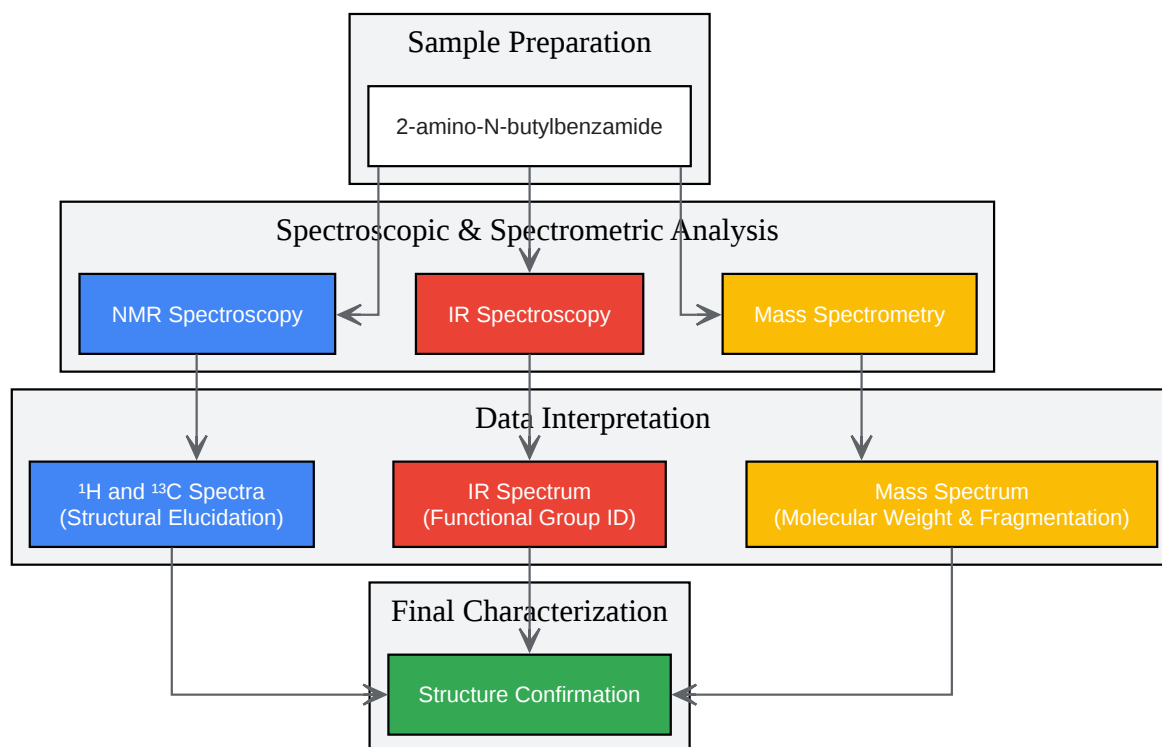 Sample Preparation
2-amino-N-butylbenzamide
Spectroscopic & Spectrometric Analysis
NMR Spectroscopy
IR Spectroscopy
Mass Spectrometry
Data Interpretation
¹H and ¹³C Spectra
(Structural Elucidation)
IR Spectrum
(Functional Group ID)
Mass Spectrum
(Molecular Weight & Fragmentation)
Final Characterization
Structure Confirmation